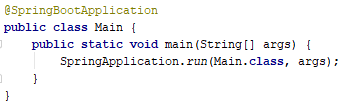 @SpringBootApplication
public class Main {
    public static void main(String[] args) {
        SpringApplication.run(Main.class, args);
    }
}